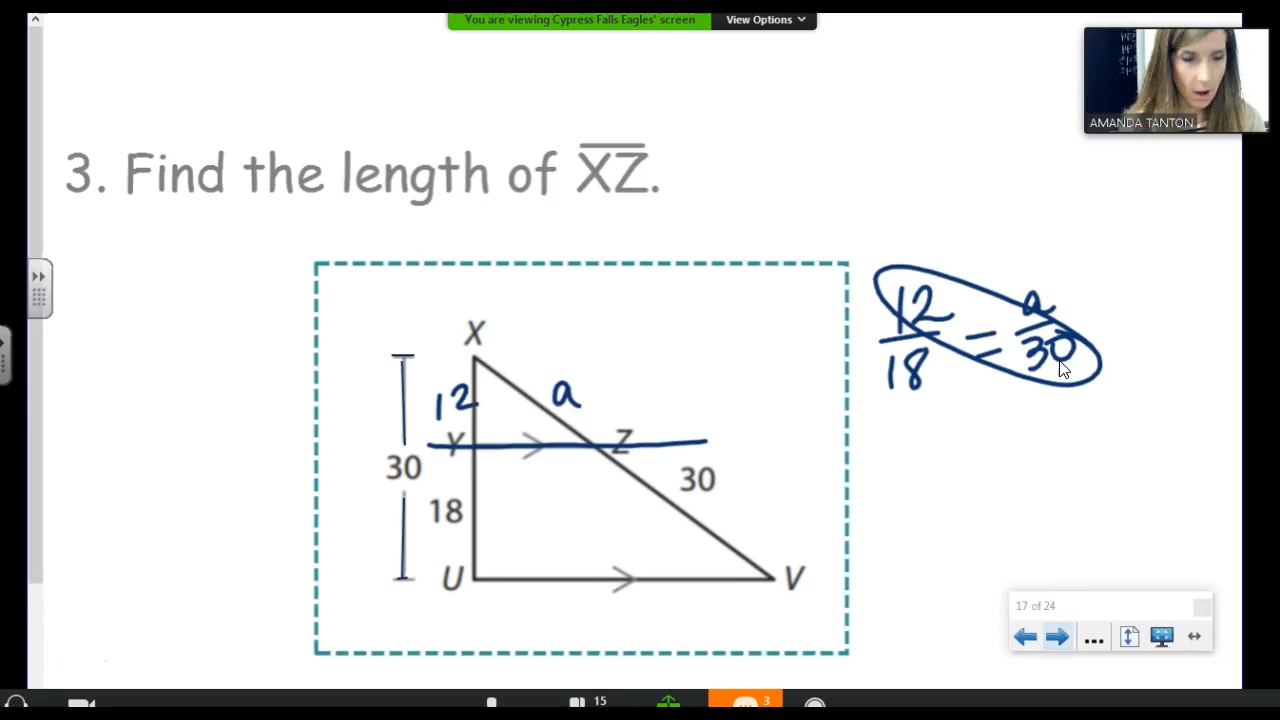 You are viewing Cypress Falls Eagles' screen
View Options
AMANDA TANTON
3. Find the length of XZ.
X
12
a
Y
Z
30
30
18
U
V
12/18 = a/30
17 of 24
...
15
3